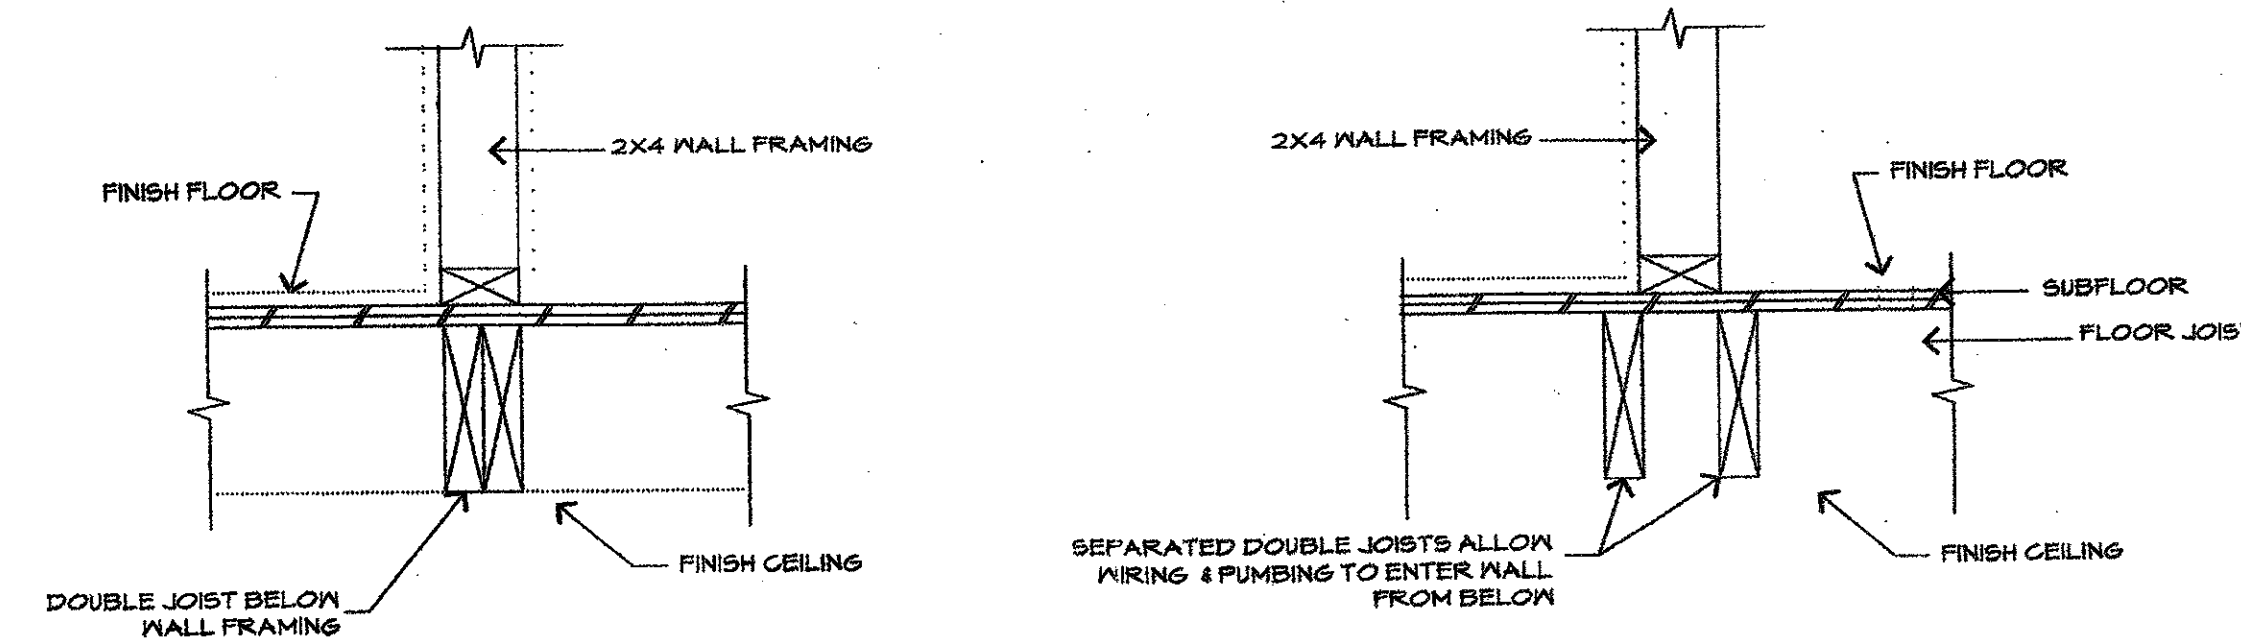 2X4 WALL FRAMING
FINISH FLOOR
FINISH CEILING
DOUBLE JOIST BELOW
WALL FRAMING
2X4 WALL FRAMING
FINISH FLOOR
SUBFLOOR
FLOOR JOIS
SEPARATED DOUBLE JOISTS ALLOW
WIRING & PUMBING TO ENTER WALL
FROM BELOW
FINISH CEILING